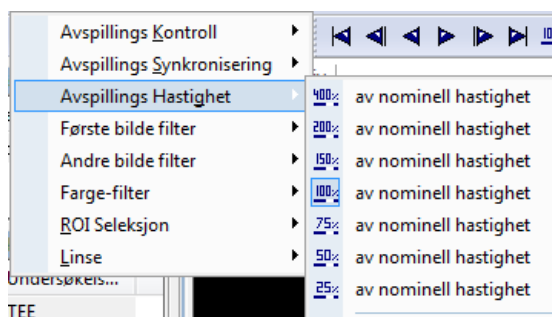 Avspillings Kontroll
Avspillings Synkronisering
Avspillings Hastighet
Første bilde filter
Andre bilde filter
Farge-filter
ROI Seleksjon
Linse
400% av nominell hastighet
200% av nominell hastighet
150% av nominell hastighet
100% av nominell hastighet
75% av nominell hastighet
50% av nominell hastighet
25% av nominell hastighet
Undersøkels...
TEE